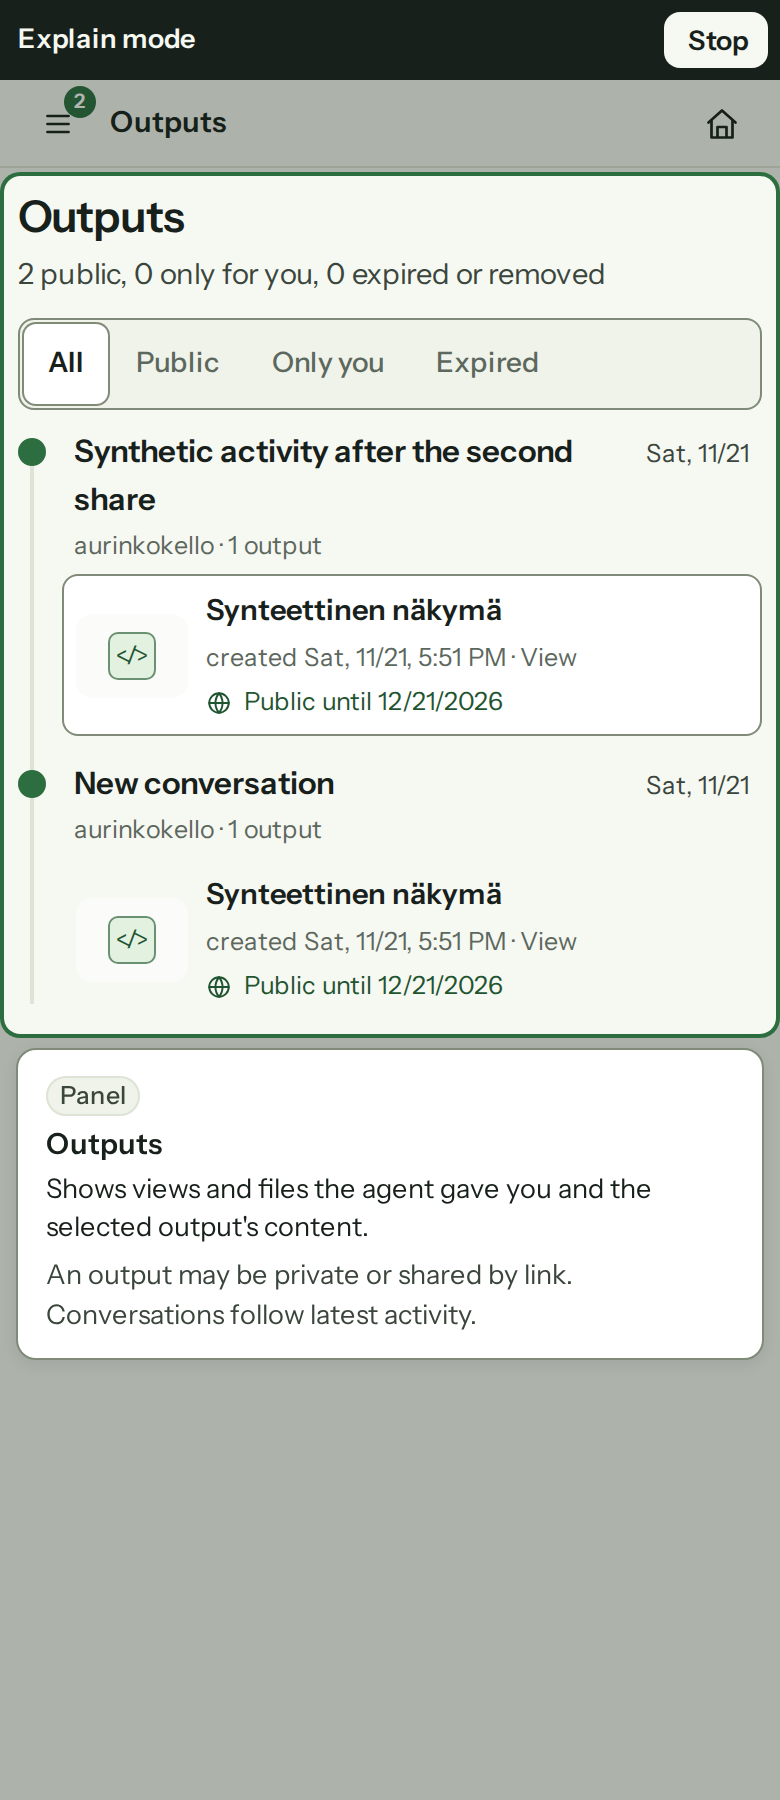 Explain mode
Stop
2
Outputs
Outputs
2 public, 0 only for you, 0 expired or removed
All
Public
Only you
Expired
Synthetic activity after the second
share
Sat, 11/21
aurinkokello · 1 output
</>
Synteettinen näkymä
created Sat, 11/21, 5:51 PM · View
Public until 12/21/2026
New conversation
Sat, 11/21
aurinkokello · 1 output
</>
Synteettinen näkymä
created Sat, 11/21, 5:51 PM · View
Public until 12/21/2026
Panel
Outputs
Shows views and files the agent gave you and the
selected output's content.
An output may be private or shared by link.
Conversations follow latest activity.